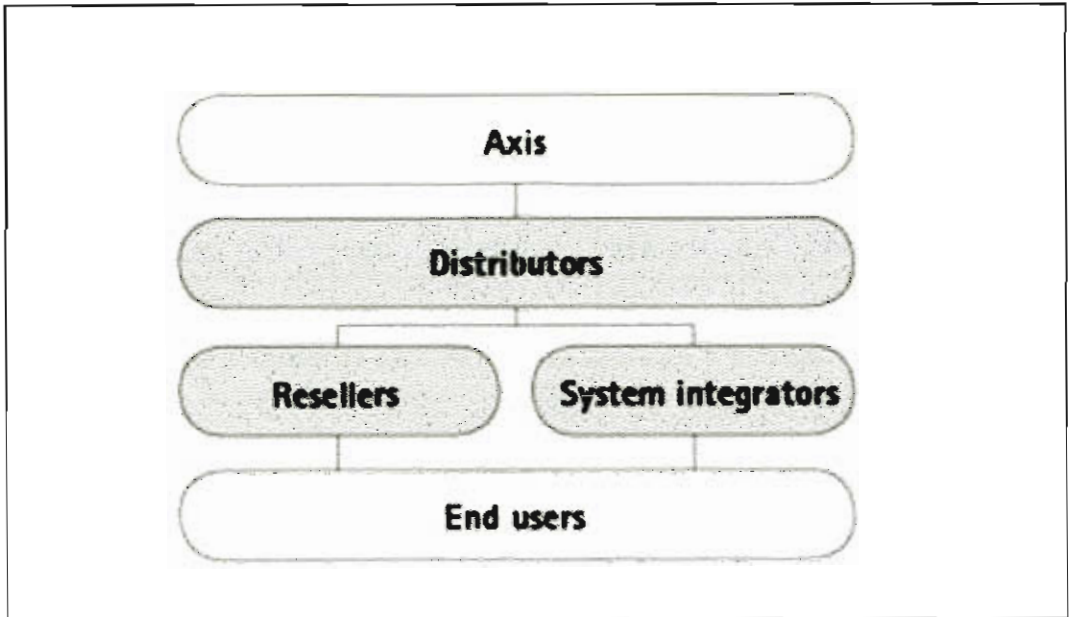 Axis
Distributors
Resellers
System integrators
End users